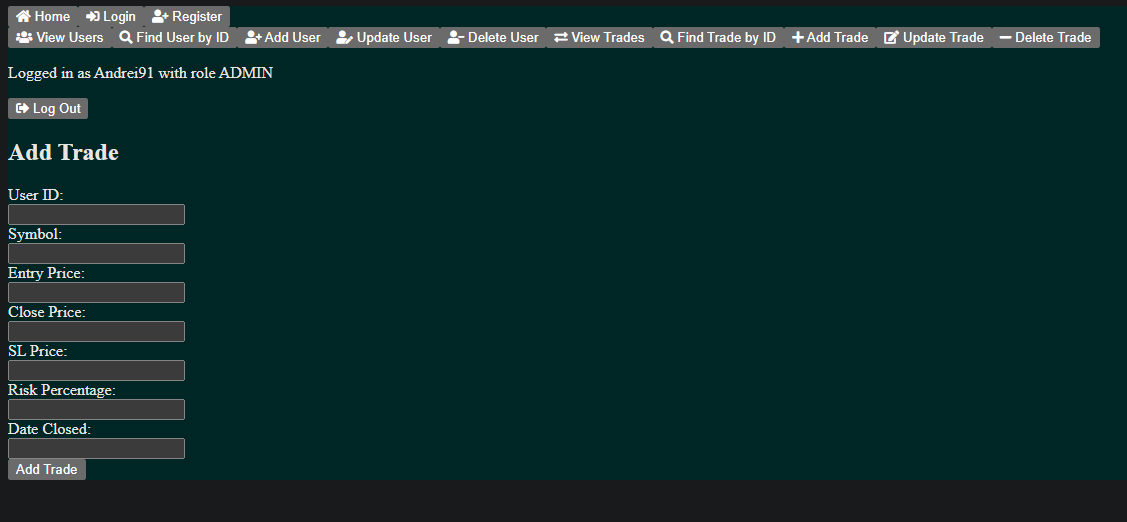 Home Login Register
View Users Find User by ID Add User Update User Delete User View Trades Find Trade by ID Add Trade Update Trade Delete Trade
Logged in as Andrei91 with role ADMIN
Log Out
Add Trade
User ID:
Symbol:
Entry Price:
Close Price:
SL Price:
Risk Percentage:
Date Closed:
Add Trade